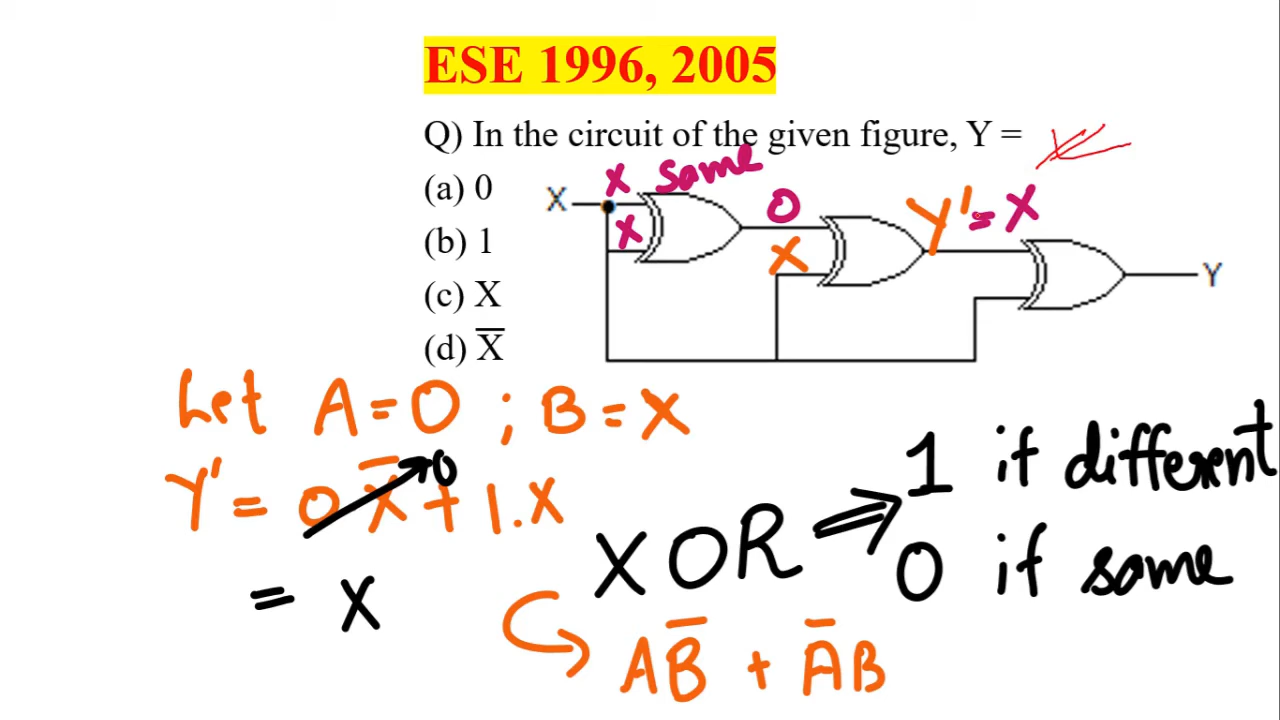 ESE 1996, 2005
Q) In the circuit of the given figure, Y =
(a) 0
(b) 1
(c) X
(d) X̅
X
X same
X
0
X
Y' = X
Y
Let A = 0 ; B = X
Y' = 0 X̅ + 1.X
0
= X
XOR ⇒
1 if different
0 if same
AB̅ + A̅B